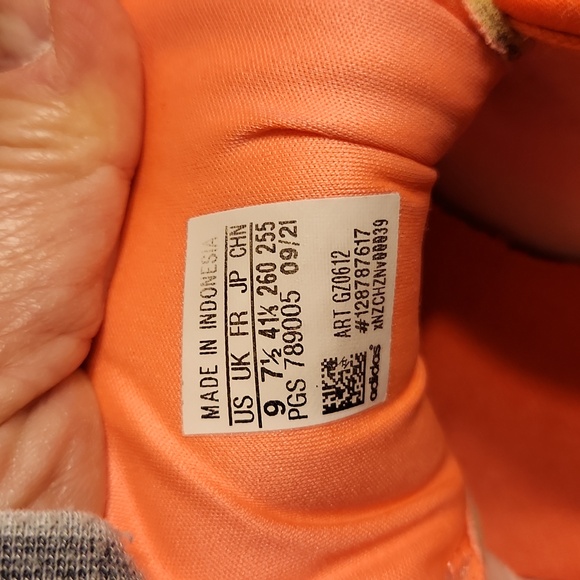 MADE IN INDONESIA
US UK FR JP CHN
9 7½ 41⅓ 260 255
PGS 789005 09/21
ART GZ0612
#128787617
adidas